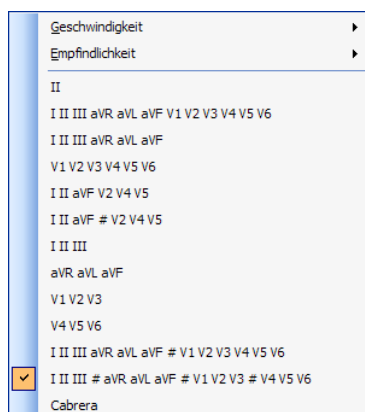 Geschwindigkeit
Empfindlichkeit
II
I II III aVR aVL aVF V1 V2 V3 V4 V5 V6
I II III aVR aVL aVF
V1 V2 V3 V4 V5 V6
I II aVF V2 V4 V5
I II aVF # V2 V4 V5
I II III
aVR aVL aVF
V1 V2 V3
V4 V5 V6
I II III aVR aVL aVF # V1 V2 V3 V4 V5 V6
I II III # aVR aVL aVF # V1 V2 V3 # V4 V5 V6
Cabrera